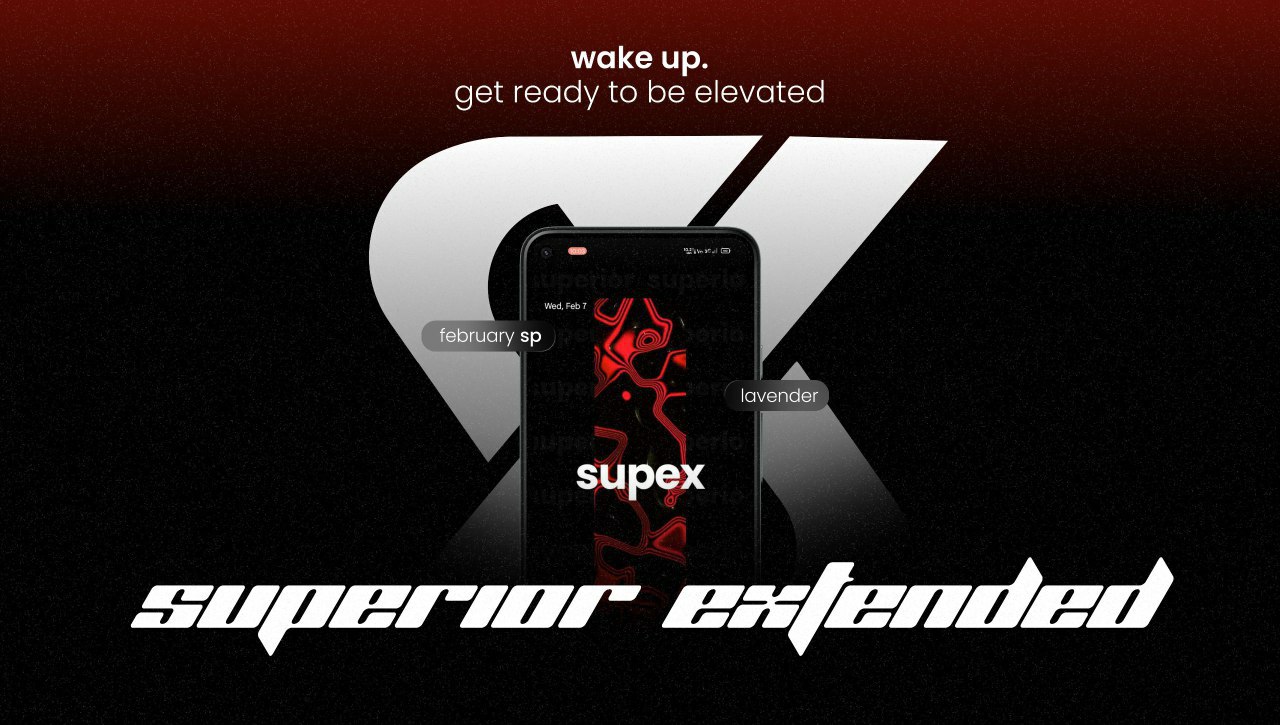 wake up.
get ready to be elevated
Wed, Feb 7
february sp
lavender
supex
superior extended